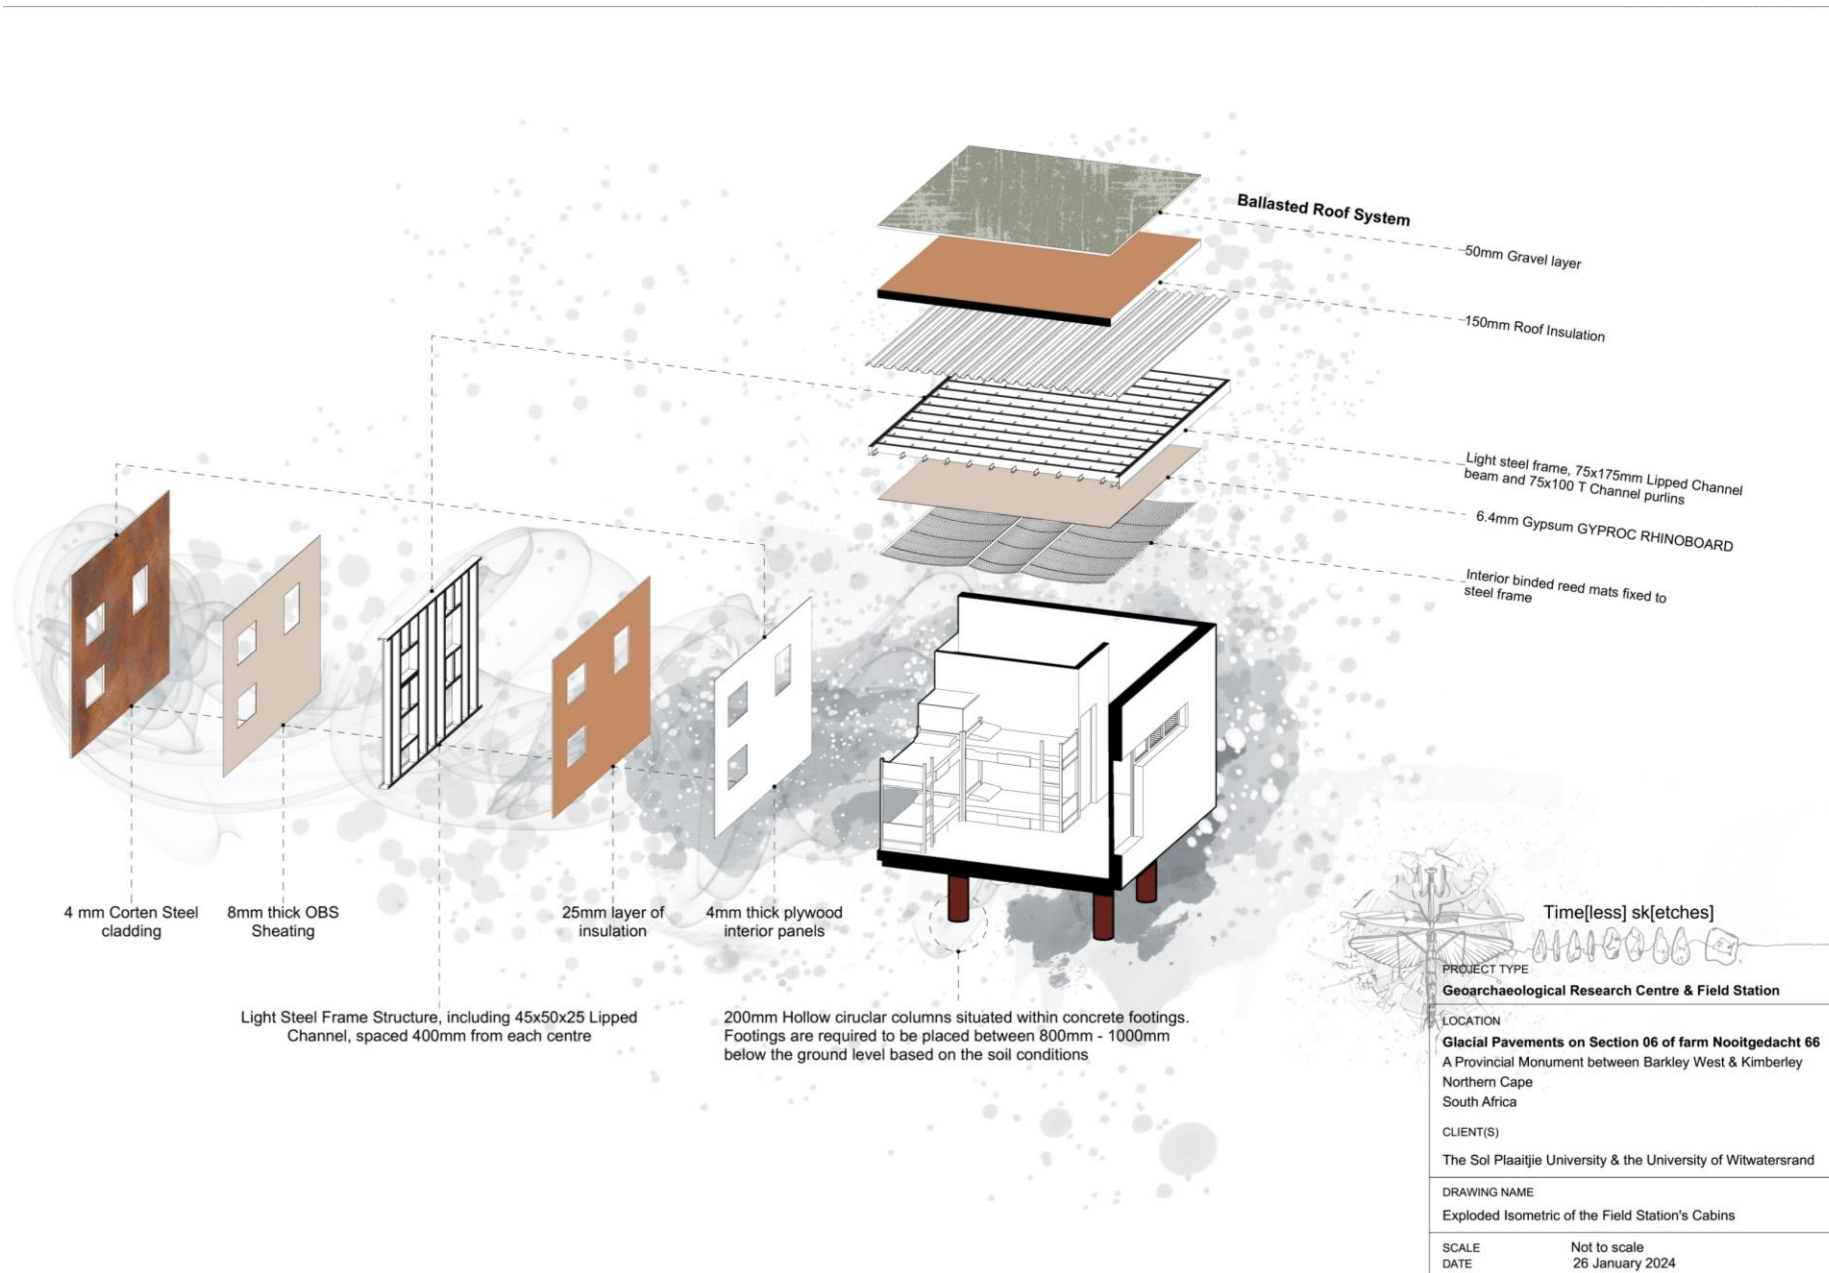 Ballasted Roof System
50mm Gravel layer
150mm Roof Insulation
Light steel frame, 75x175mm Lipped Channel
beam and 75x100 T Channel purlins
6.4mm Gypsum GYPROC RHINOBOARD
Interior binded reed mats fixed to
steel frame
4 mm Corten Steel
cladding
8mm thick OBS
Sheating
25mm layer of
insulation
4mm thick plywood
interior panels
Light Steel Frame Structure, including 45x50x25 Lipped
Channel, spaced 400mm from each centre
200mm Hollow ciruclar columns situated within concrete footings.
Footings are required to be placed between 800mm - 1000mm
below the ground level based on the soil conditions
Time[less] sk[etches]
PROJECT TYPE
Geoarchaeological Research Centre & Field Station
LOCATION
Glacial Pavements on Section 06 of farm Nooitgedacht 66
A Provincial Monument between Barkley West & Kimberley
Northern Cape
South Africa
CLIENT(S)
The Sol Plaaitjie University & the University of Witwatersrand
DRAWING NAME
Exploded Isometric of the Field Station's Cabins
SCALE Not to scale
DATE 26 January 2024